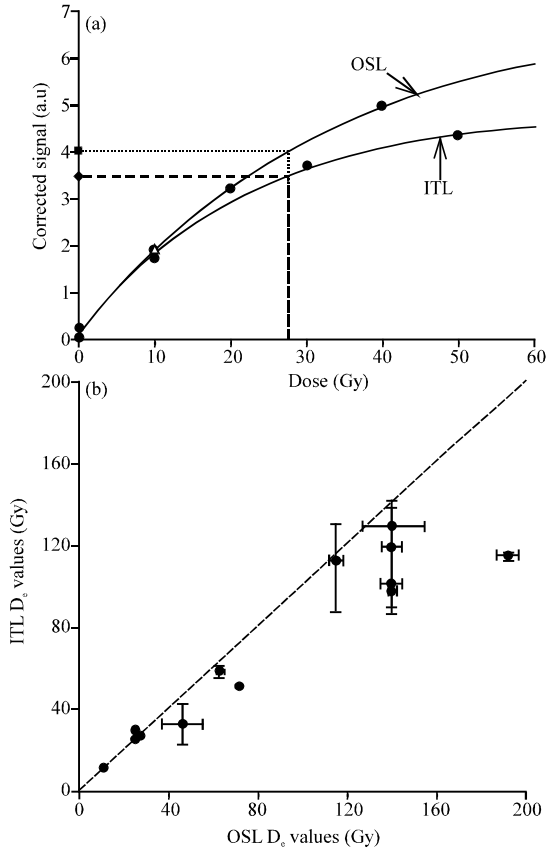 (a)
7
6
5
4
3
2
1
0
Corrected signal (a.u)
OSL
ITL
0 10 20 30 40 50 60
Dose (Gy)
(b)
200
160
120
80
40
0
ITL De values (Gy)
0 40 80 120 160 200
OSL De values (Gy)